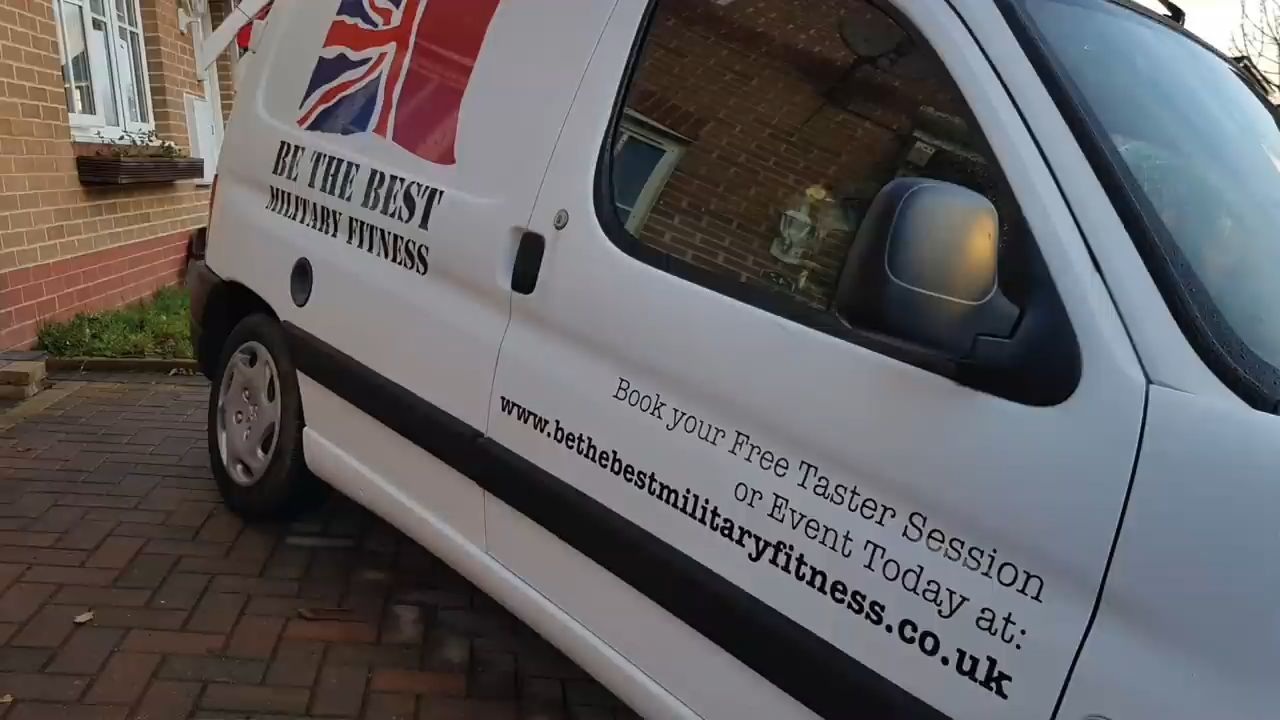 BE THE BEST
MILITARY FITNESS
Book your Free Taster Session
or Event Today at:
www.bethebestmilitaryfitness.co.uk